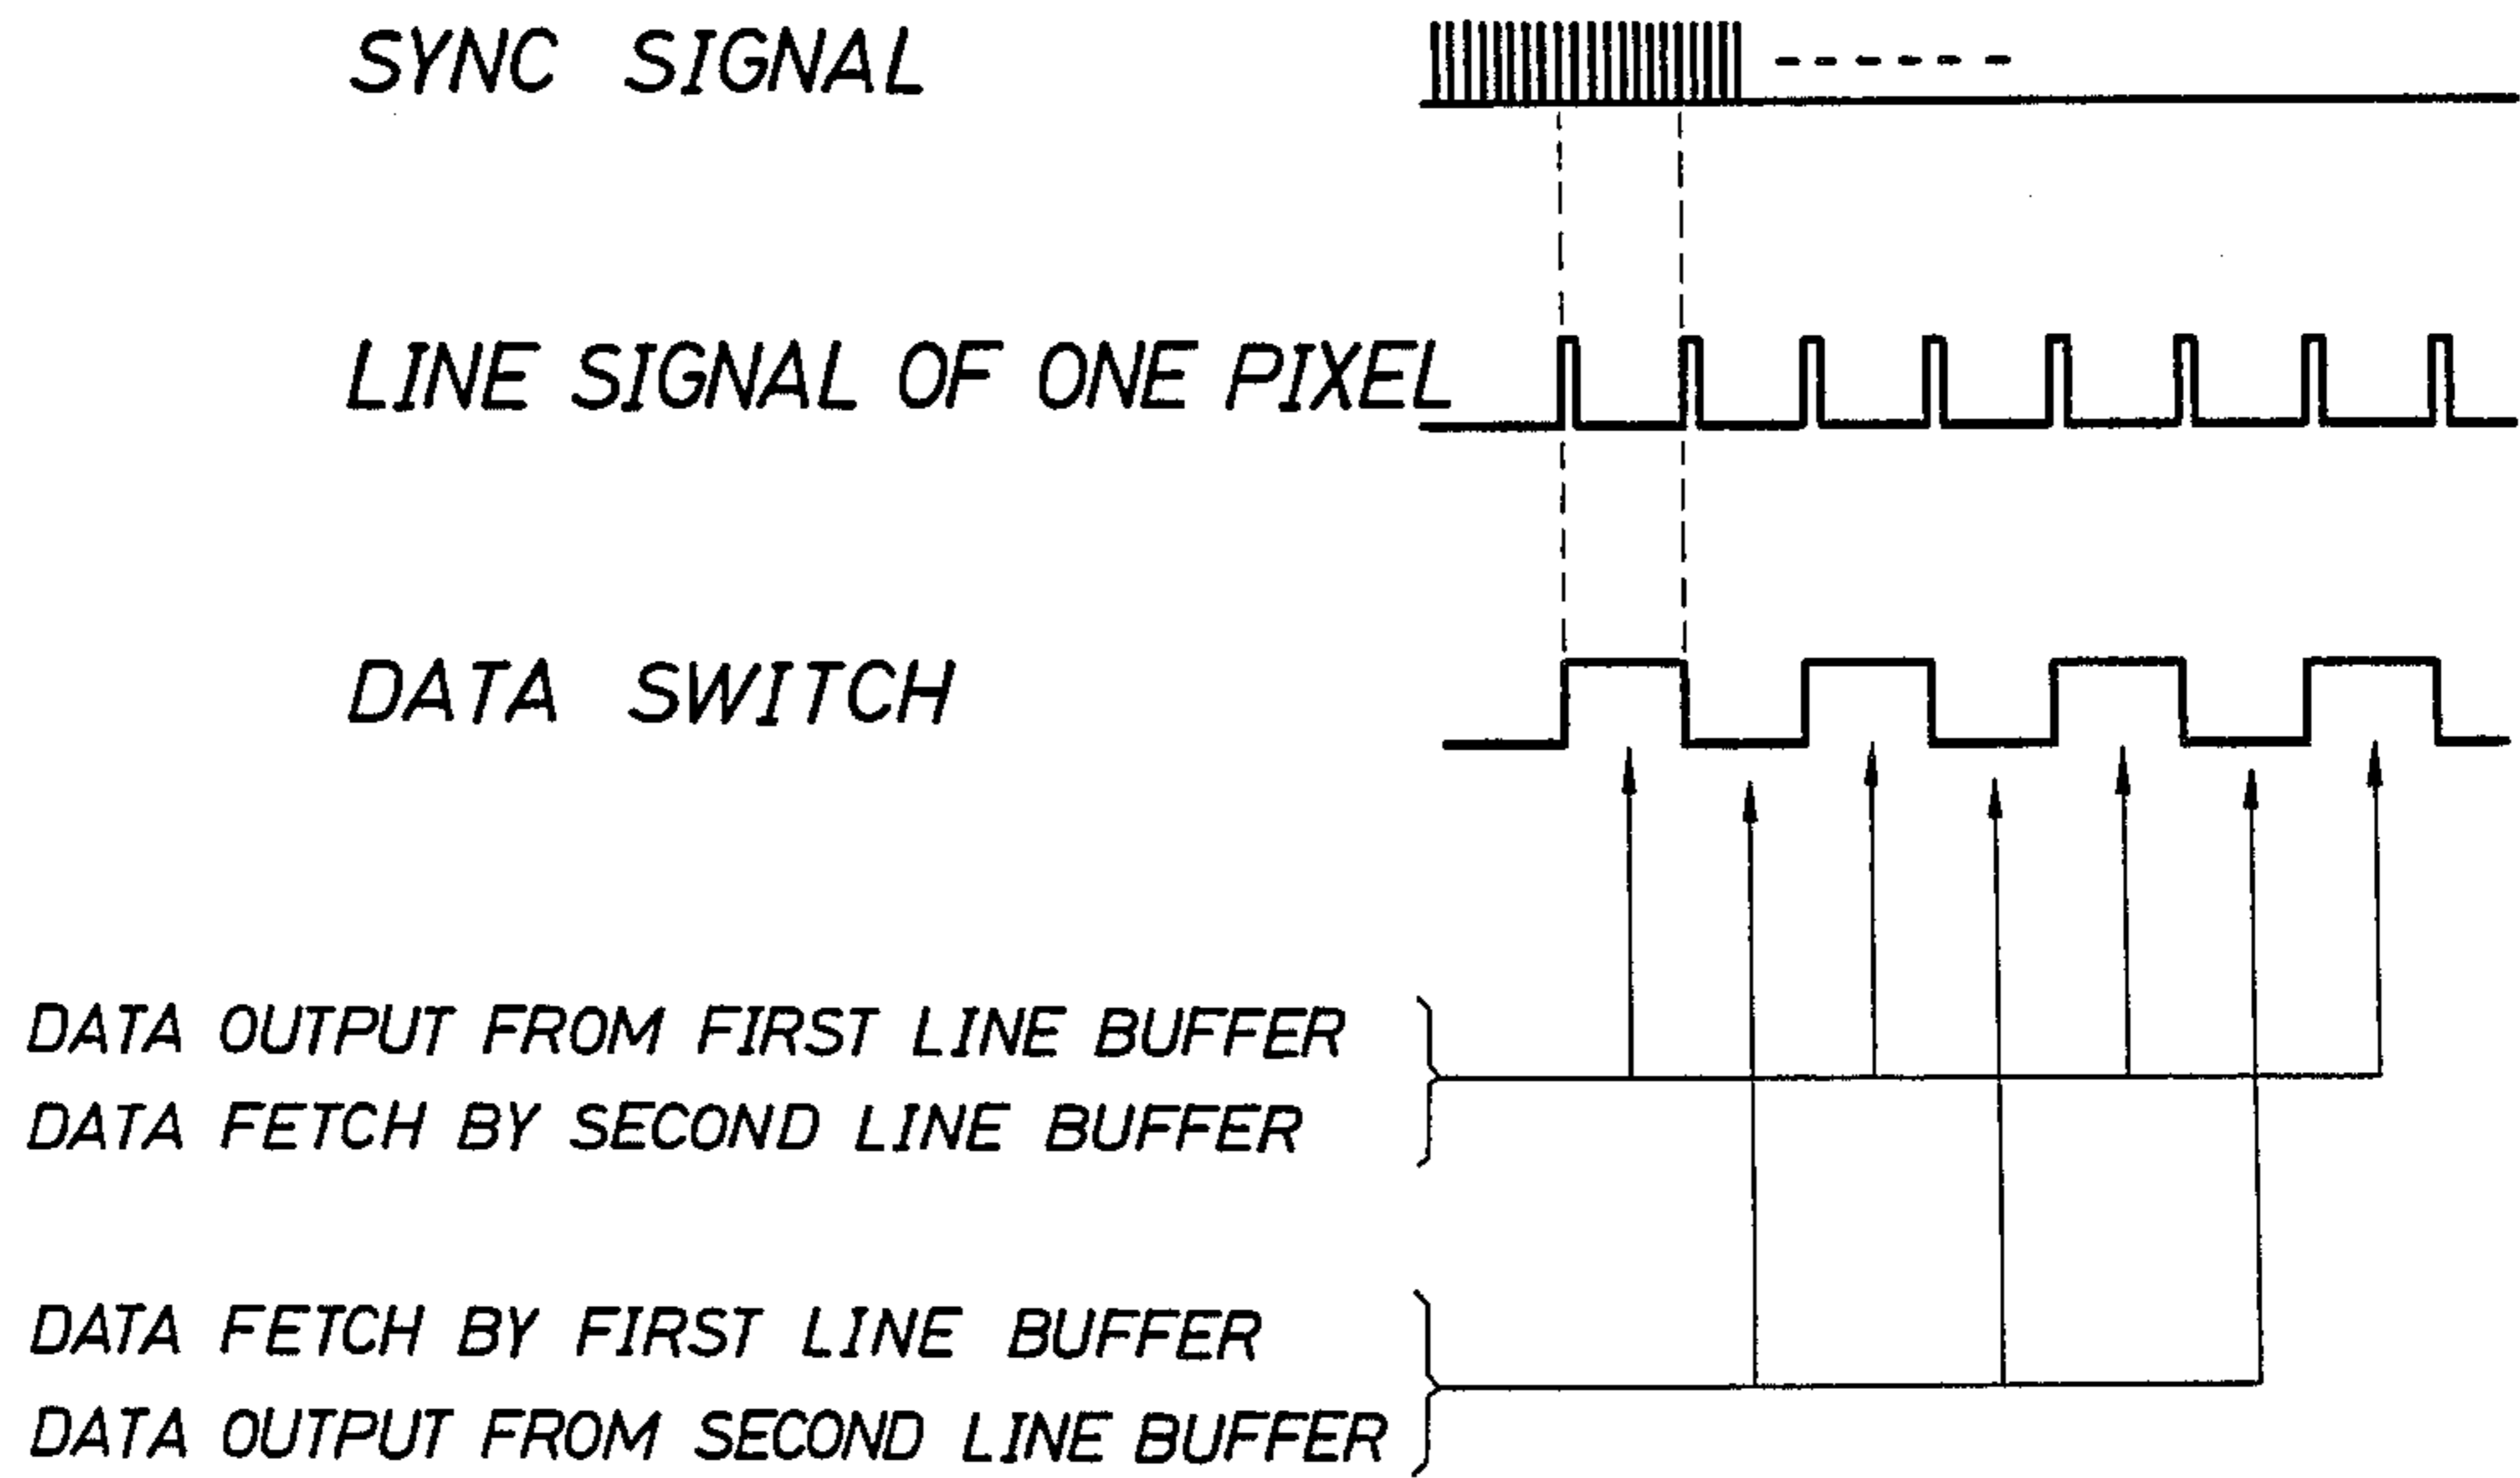 SYNC SIGNAL
LINE SIGNAL OF ONE PIXEL
DATA SWITCH
DATA OUTPUT FROM FIRST LINE BUFFER
DATA FETCH BY SECOND LINE BUFFER
DATA FETCH BY FIRST LINE BUFFER
DATA OUTPUT FROM SECOND LINE BUFFER